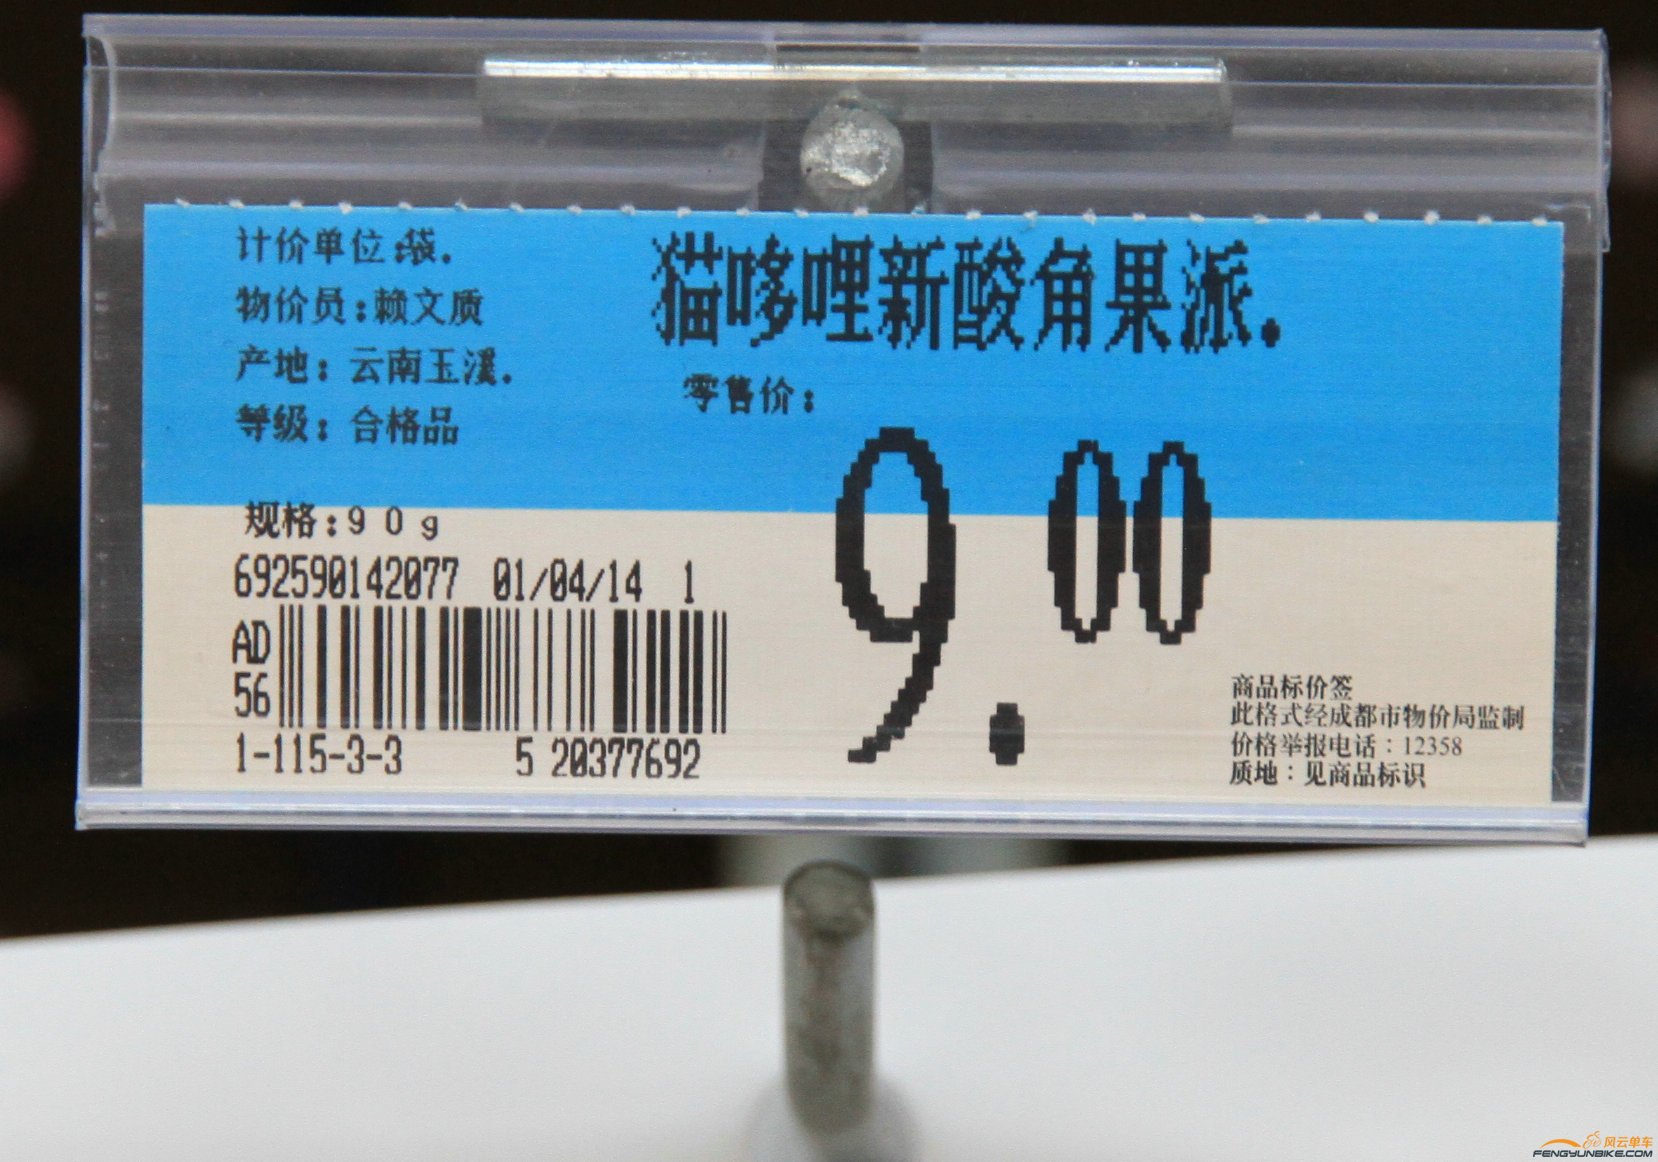 计价单位:袋.
物价员:赖文质
产地: 云南玉溪.
等级: 合格品
规格:90g
692590142077 01/04/14 1
AD
56
1-115-3-3 5 20377692
猫哆哩新酸角果派.
零售价:
9.00
商品标价签
此格式经成都市物价局监制
价格举报电话：12358
质地：见商品标识
风云单车
FENGYUNBIKE.COM